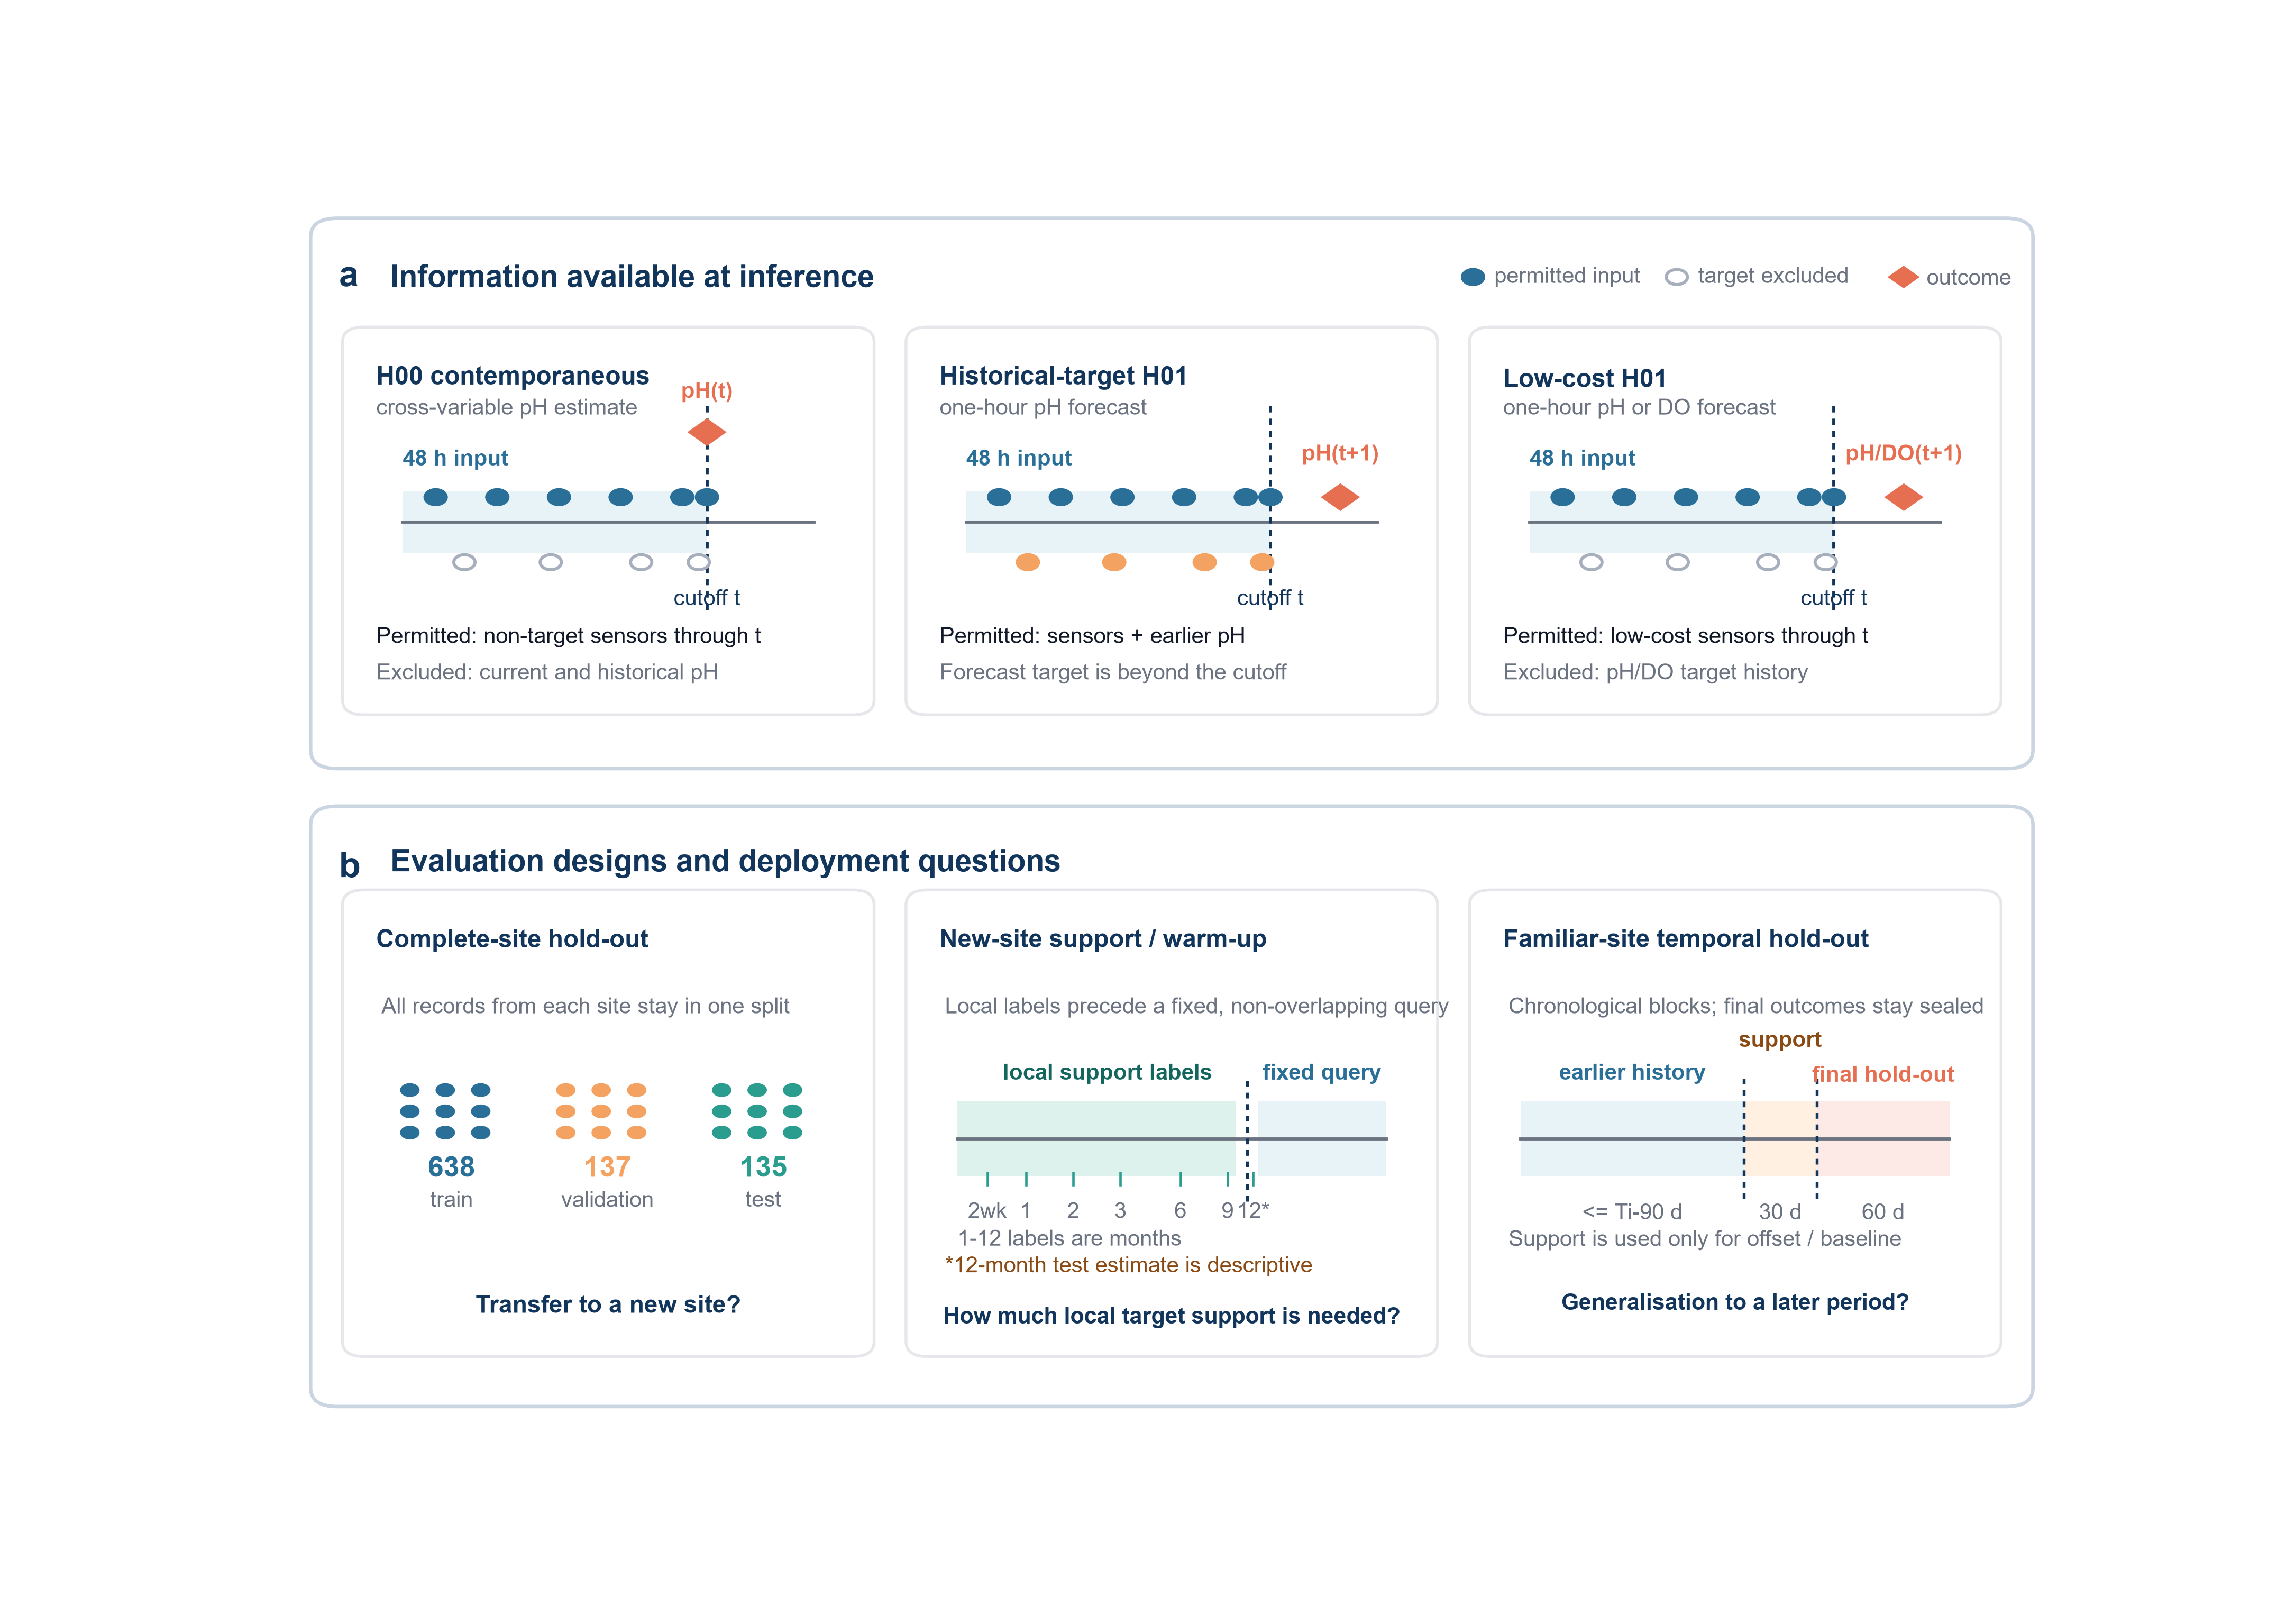 a Information available at inference
permitted input
target excluded
outcome
H00 contemporaneous
cross-variable pH estimate
pH(t)
48 h input
cutoff t
Permitted: non-target sensors through t
Excluded: current and historical pH
Historical-target H01
one-hour pH forecast
48 h input
pH(t+1)
cutoff t
Permitted: sensors + earlier pH
Forecast target is beyond the cutoff
Low-cost H01
one-hour pH or DO forecast
48 h input
pH/DO(t+1)
cutoff t
Permitted: low-cost sensors through t
Excluded: pH/DO target history
b Evaluation designs and deployment questions
Complete-site hold-out
All records from each site stay in one split
638 137 135
train validation test
Transfer to a new site?
New-site support / warm-up
Local labels precede a fixed, non-overlapping query
local support labels fixed query
2wk 1 2 3 6 9 12*
1-12 labels are months
*12-month test estimate is descriptive
How much local target support is needed?
Familiar-site temporal hold-out
Chronological blocks; final outcomes stay sealed
support
earlier history final hold-out
<= Ti-90 d 30 d 60 d
Support is used only for offset / baseline
Generalisation to a later period?